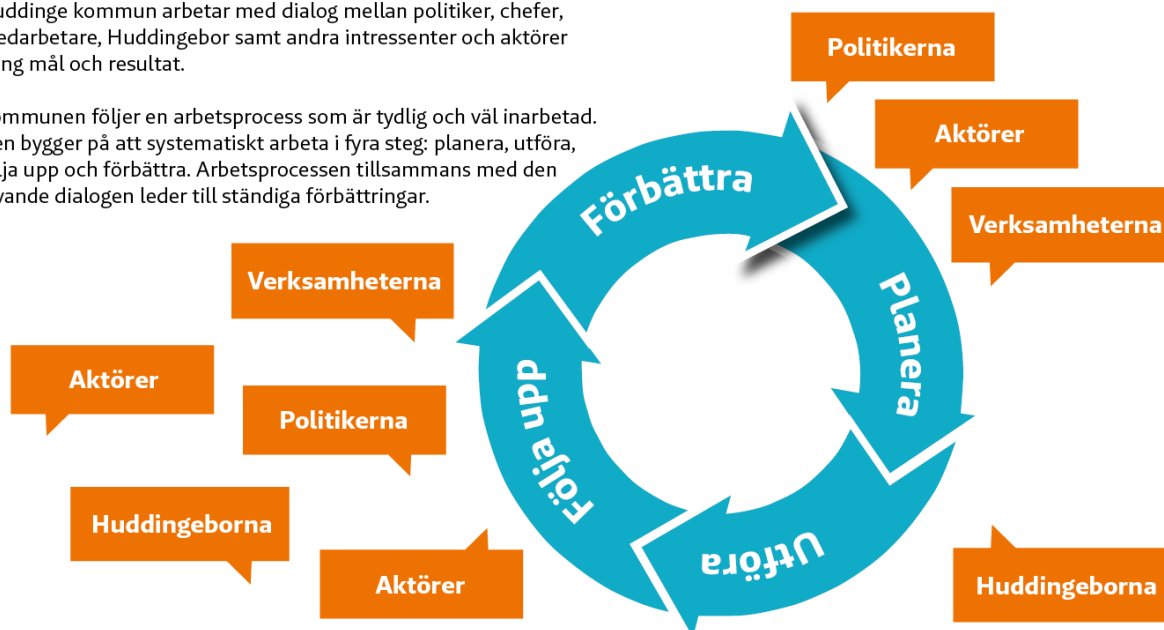 uddinge kommun arbetar med dialog mellan politiker, chefer,
edarbetare, Huddingebor samt andra intressenter och aktörer
ing mål och resultat.
ommunen följer en arbetsprocess som är tydlig och väl inarbetad.
en bygger på att systematiskt arbeta i fyra steg: planera, utföra,
lja upp och förbättra. Arbetsprocessen tillsammans med den
vande dialogen leder till ständiga förbättringar.
Politikerna
Aktörer
Verksamheterna
Förbättra
Planera
Utföra
Följa upp
Verksamheterna
Aktörer
Politikerna
Huddingeborna
Aktörer
Huddingeborna